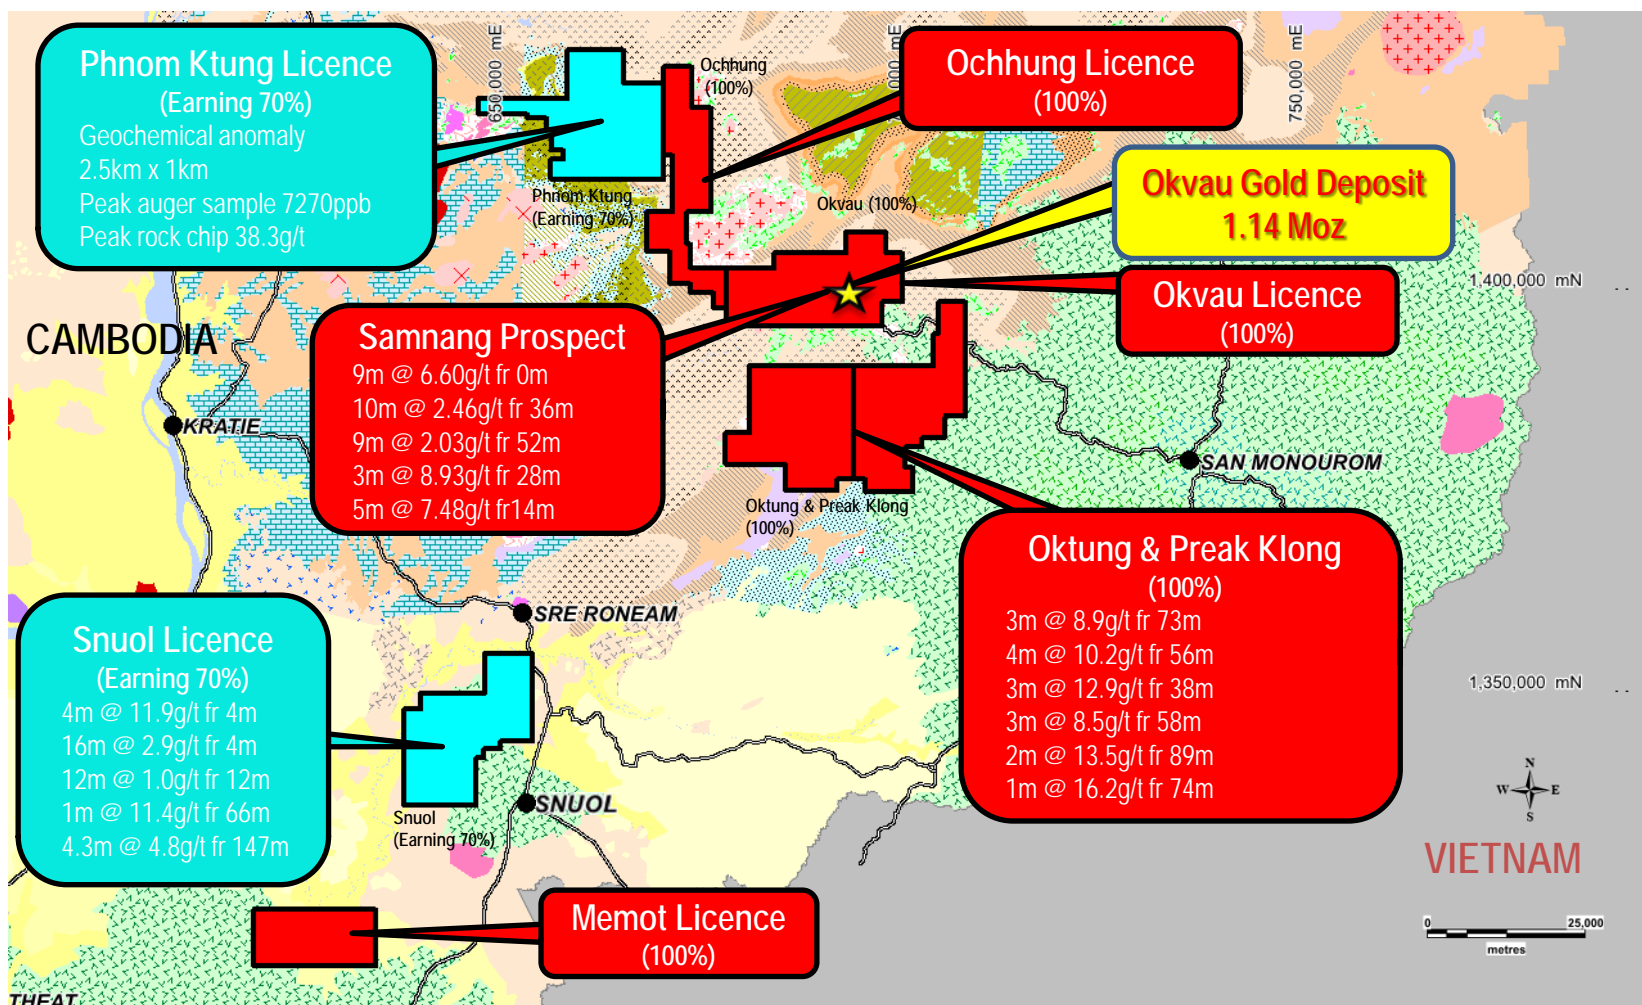 Phnom Ktung Licence
(Earning 70%)
Geochemical anomaly
2.5km x 1km
Peak auger sample 7270ppb
Peak rock chip 38.3g/t
650,000 mE
Ochhung
(100%)
000 mE
Ochhung Licence
(100%)
750,000 mE
Phnom Ktung
(Earning 70%)
Okvau (100%)
Okvau Gold Deposit
1.14 Moz
1,400,000 mN
Okvau Licence
(100%)
CAMBODIA
Samnang Prospect
9m @ 6.60g/t fr 0m
10m @ 2.46g/t fr 36m
9m @ 2.03g/t fr 52m
3m @ 8.93g/t fr 28m
5m @ 7.48g/t fr14m
KRATIE
SAN MONOUROM
Oktung & Preak Klong
(100%)
Oktung & Preak Klong
(100%)
3m @ 8.9g/t fr 73m
4m @ 10.2g/t fr 56m
3m @ 12.9g/t fr 38m
3m @ 8.5g/t fr 58m
2m @ 13.5g/t fr 89m
1m @ 16.2g/t fr 74m
SRE RONEAM
Snuol Licence
(Earning 70%)
4m @ 11.9g/t fr 4m
16m @ 2.9g/t fr 4m
12m @ 1.0g/t fr 12m
1m @ 11.4g/t fr 66m
4.3m @ 4.8g/t fr 147m
1,350,000 mN
SNUOL
Snuol
(Earning 70%)
N
W E
S
VIETNAM
0 25,000
metres
Memot Licence
(100%)
THEAT